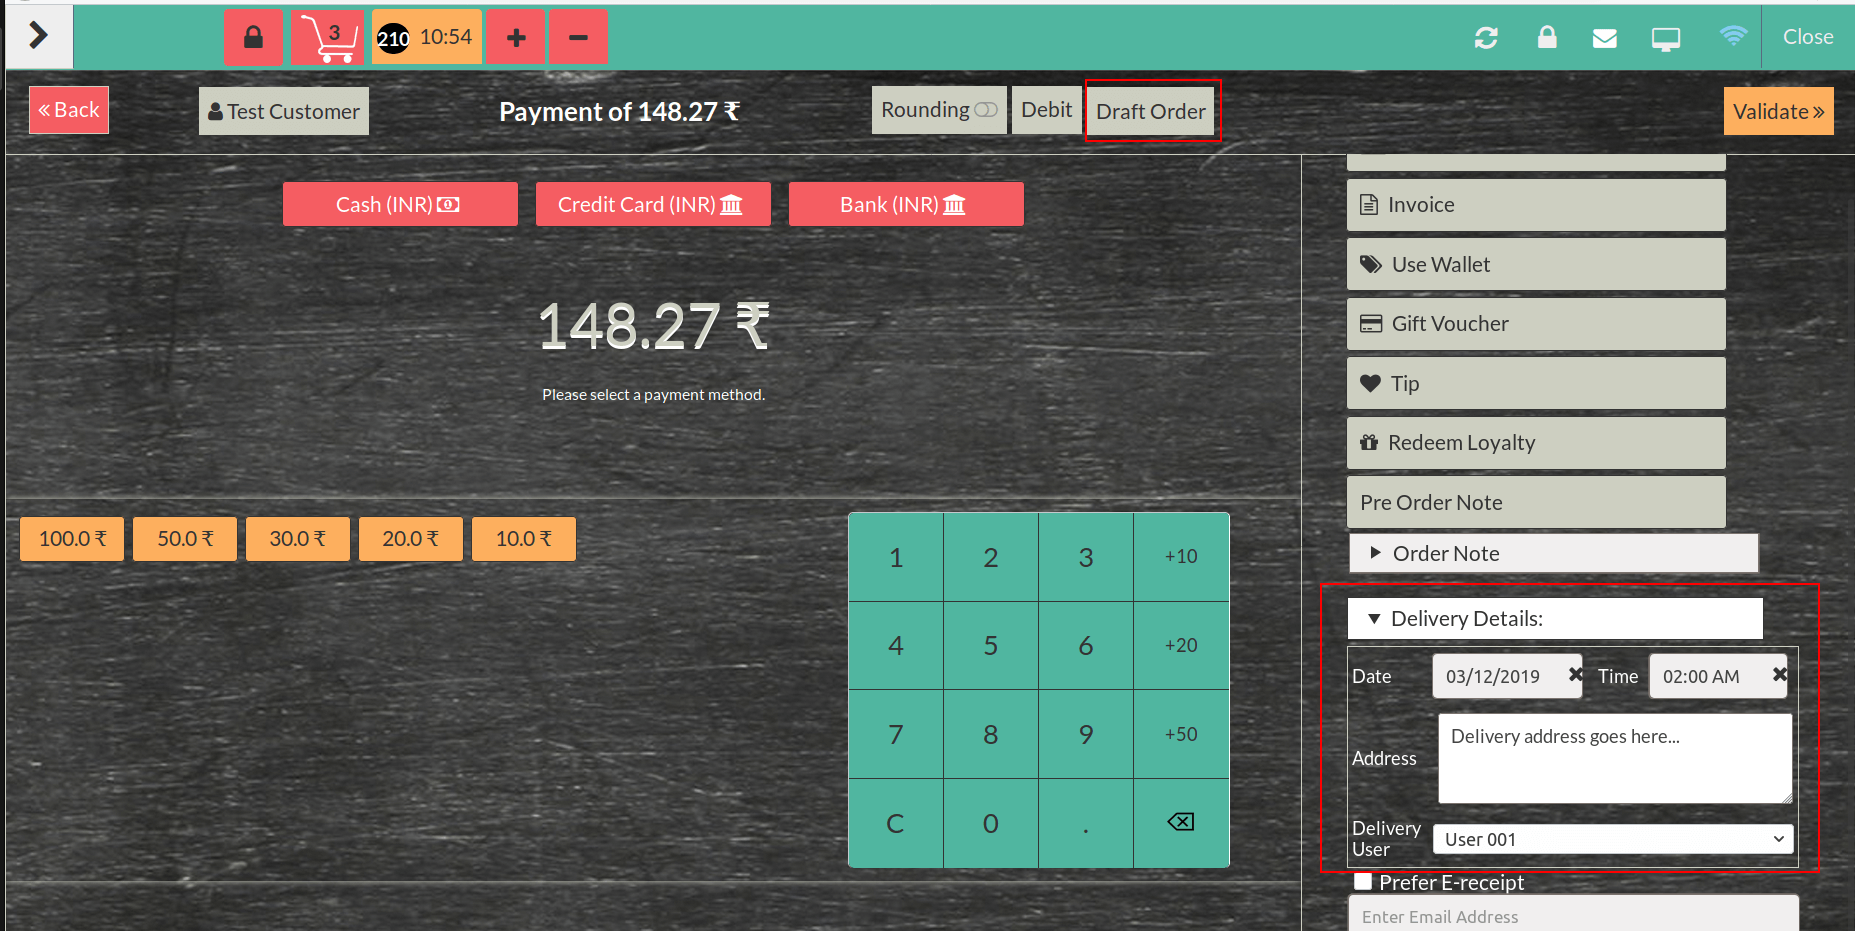 3
210 10:54
Close
Back
Test Customer
Payment of 148.27 ₹
Rounding
Debit
Draft Order
Validate
Cash (INR)
Credit Card (INR)
Bank (INR)
148.27 ₹
Please select a payment method.
100.0 ₹
50.0 ₹
30.0 ₹
20.0 ₹
10.0 ₹
1 2 3 +10
4 5 6 +20
7 8 9 +50
C 0 .
Invoice
Use Wallet
Gift Voucher
Tip
Redeem Loyalty
Pre Order Note
Order Note
Delivery Details:
Date 03/12/2019 Time 02:00 AM
Address Delivery address goes here...
Delivery
User
User 001
Prefer E-receipt
Enter Email Address